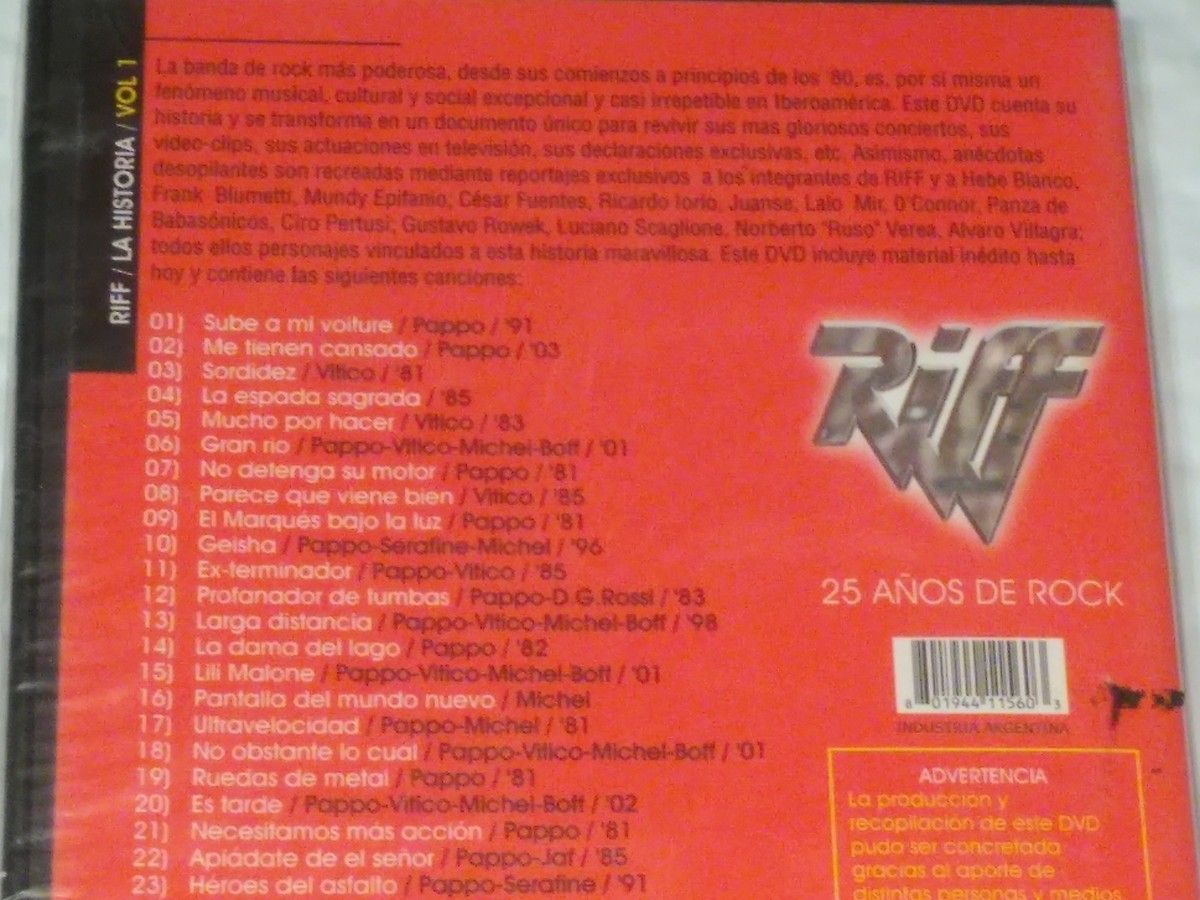 RIFF / LA HISTORIA / VOL 1
La banda de rock más poderosa, desde sus comienzos a principios de los '80, es, por sí misma un
fenómeno musical, cultural y social excepcional y casi irrepetible en Iberoamérica. Este DVD cuenta su
historia y se transforma en un documento único para revivir sus mas gloriosos conciertos, sus
video-clips, sus actuaciones en televisión, sus declaraciones exclusivas, etc. Asimismo, anécdotas
desopilantes son recreadas mediante reportajes exclusivos a los integrantes de RIFF y a Hebe Blanco,
Frank Blumetti, Mundy Epifanio, César Fuentes, Ricardo Iorio, Juanse, Lalo Mir, O'Connor, Panza de
Babasónicos, Ciro Pertusi; Gustavo Rowek, Luciano Scaglione, Norberto "Ruso" Verea, Alvaro Villagra;
todos ellos personajes vinculados a esta historia maravillosa. Este DVD incluye material inédito hasta
hoy y contiene las siguientes canciones:
01) Sube a mi voiture / Pappo / '91
02) Me tienen cansado / Pappo / '03
03) Sordidez / Vitico / '81
04) La espada sagrada / '85
05) Mucho por hacer / Vitico / '83
06) Gran rio / Pappo-Vitico-Michel-Boff / '01
07) No detenga su motor / Pappo / '81
08) Parece que viene bien / Vitico / '85
09) El Marqués bajo la luz / Pappo / '81
10) Geisha / Pappo-Serafine-Michel / '96
11) Ex-terminador / Pappo-Vitico / '85
12) Profanador de tumbas / Pappo-D.G.Rossi / '83
13) Larga distancia / Pappo-Vitico-Michel-Boff / '98
14) La dama del lago / Pappo / '82
15) Lili Malone / Pappo-Vitico-Michel-Boff / '01
16) Pantalla del mundo nuevo / Michel
17) Ultravelocidad / Pappo-Michel / '81
18) No obstante lo cuál / Pappo-Vitico-Michel-Boff / '01
19) Ruedas de metal / Pappo / '81
20) Es tarde / Pappo-Vitico-Michel-Boff / '02
21) Necesitamos más acción / Pappo / '81
22) Apiádate de el señor / Pappo-Jaf / '85
23) Héroes del asfalto / Pappo-Serafine / '91
Riff
25 AÑOS DE ROCK
8 01944 11560 3
INDUSTRIA ARGENTINA
ADVERTENCIA
La producción y
recopilación de este DVD
pudo ser concretada
gracias al aporte de
distintas personas y medios